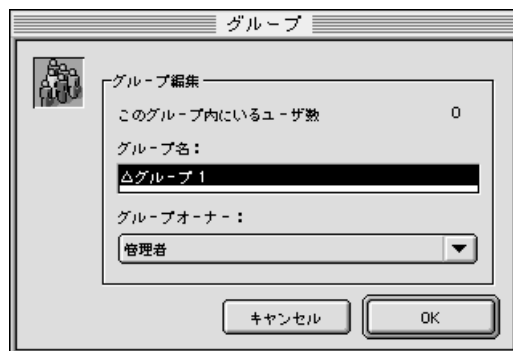 グループ
グループ編集
このグループ内にいるユーザ数 0
グループ名：
△グループ 1
グループオーナー：
管理者
キャンセル OK